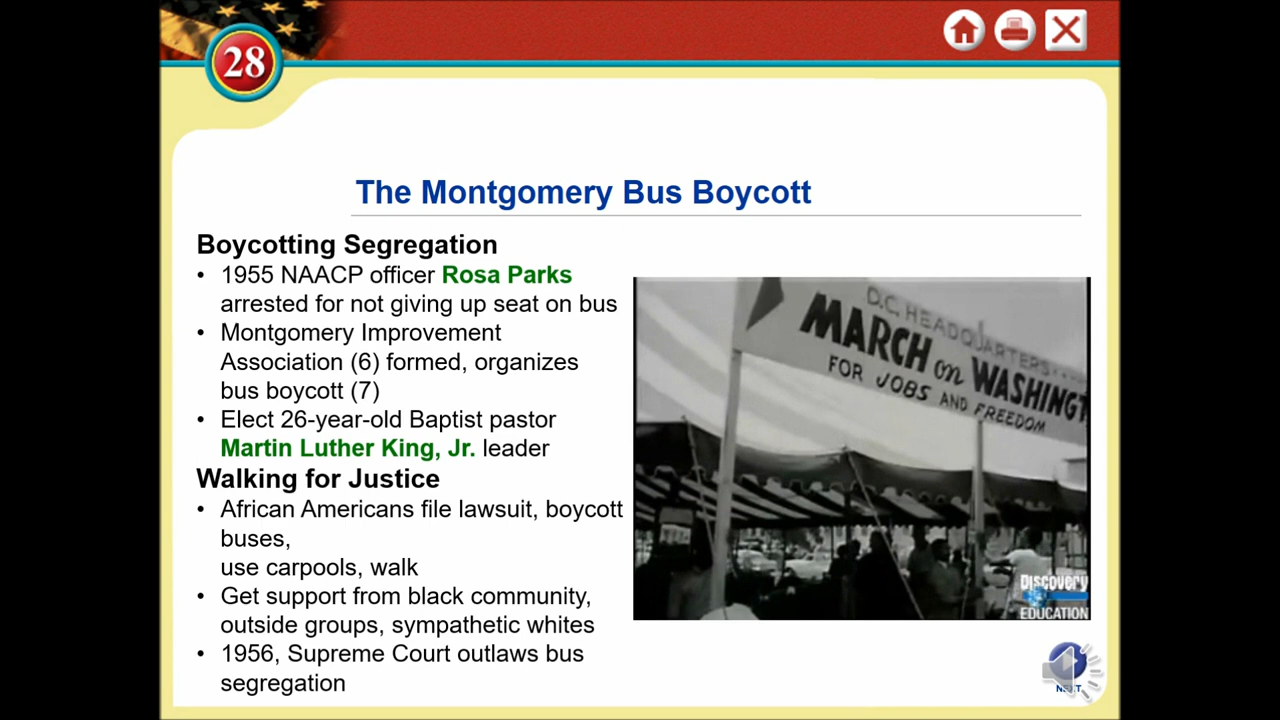 28
The Montgomery Bus Boycott
Boycotting Segregation
• 1955 NAACP officer Rosa Parks
arrested for not giving up seat on bus
• Montgomery Improvement
Association (6) formed, organizes
bus boycott (7)
• Elect 26-year-old Baptist pastor
Martin Luther King, Jr. leader
Walking for Justice
• African Americans file lawsuit, boycott
buses,
use carpools, walk
• Get support from black community,
outside groups, sympathetic whites
• 1956, Supreme Court outlaws bus
segregation
D.C. HEADQUARTERS
MARCH on WASHINGT
FOR JOBS AND FREEDOM
Discovery
EDUCATION
NEXT